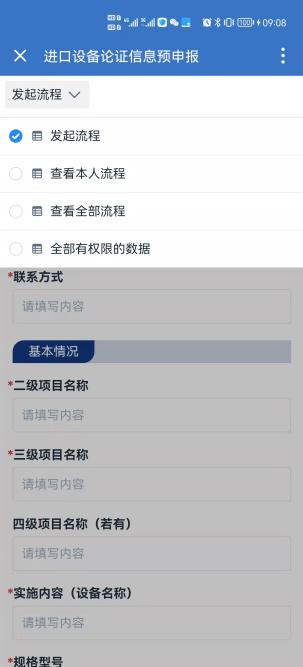 100 09:08
进口设备论证信息预申报
发起流程
发起流程
查看本人流程
查看全部流程
全部有权限的数据
*联系方式
请填写内容
基本情况
*二级项目名称
请填写内容
*三级项目名称
请填写内容
四级项目名称（若有）
请填写内容
*实施内容（设备名称）
请填写内容
*规格型号